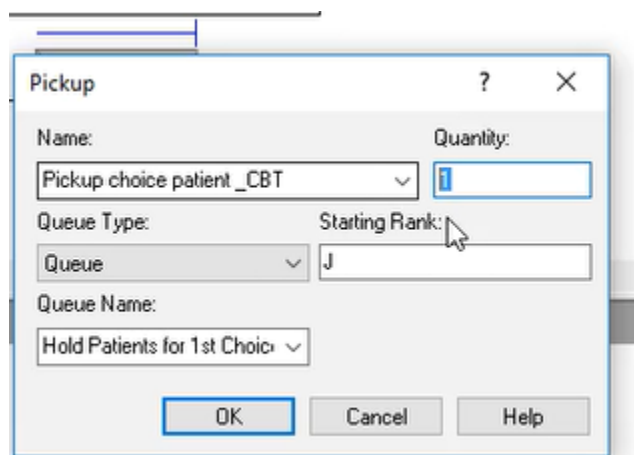 Pickup
?
Name:
Quantity:
Pickup choice patient _CBT
1
Queue Type:
Starting Rank:
Queue
J
Queue Name:
Hold Patients for 1st Choic
OK
Cancel
Help